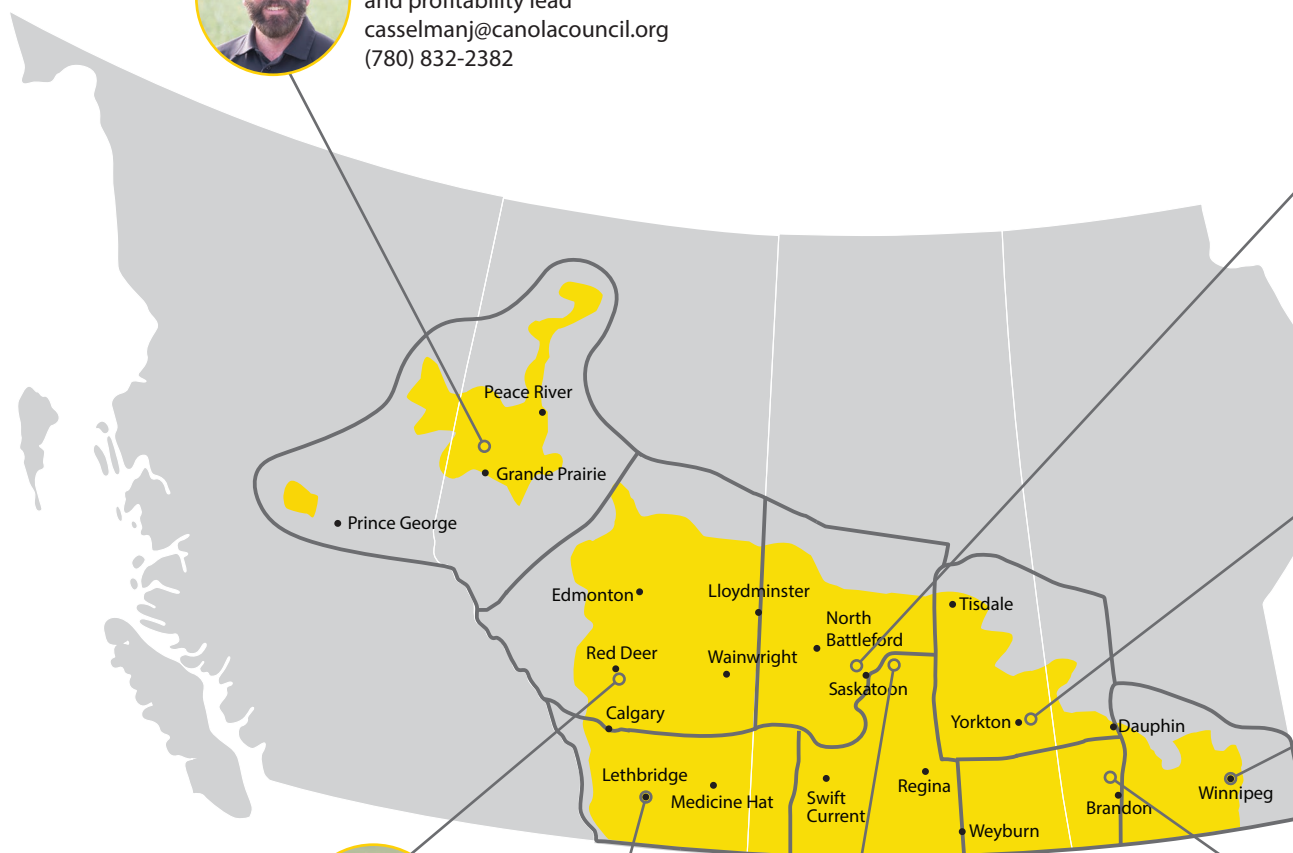 and profitability lead
casselmanj@canolacouncil.org
(780) 832-2382
Peace River
Grande Prairie
Prince George
Edmonton
Lloydminster
Tisdale
North
Battleford
Red Deer
Wainwright
Saskatoon
Calgary
Yorkton
Dauphin
Lethbridge
Medicine Hat
Swift
Current
Regina
Brandon
Winnipeg
Weyburn